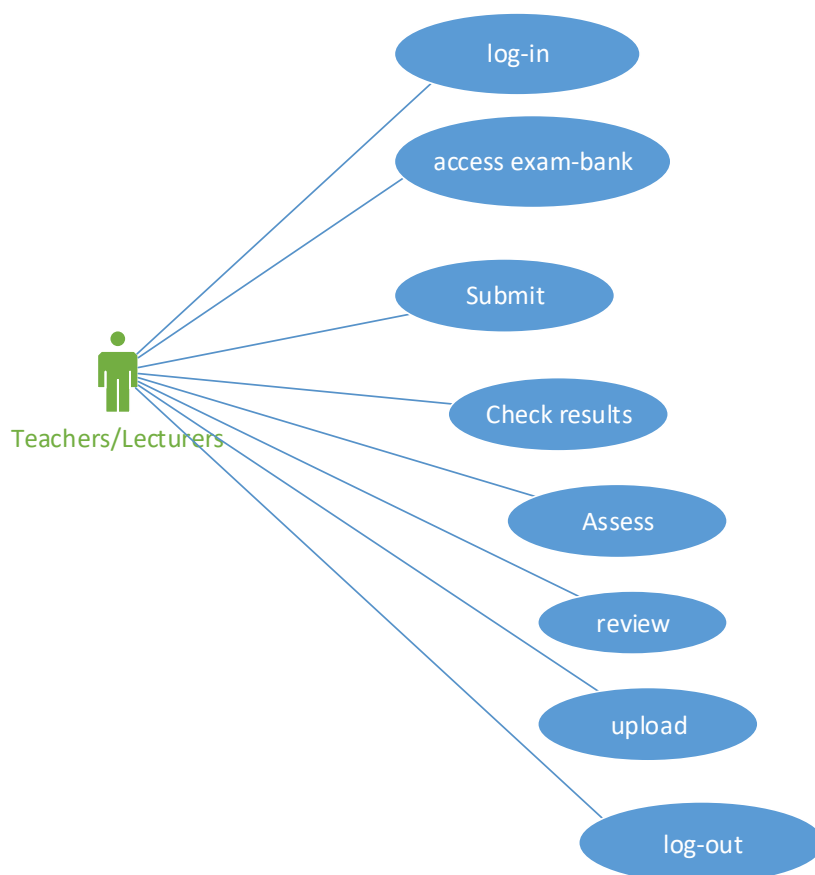 log-in
access exam-bank
Submit
Check results
Teachers/Lecturers
Assess
review
upload
log-out